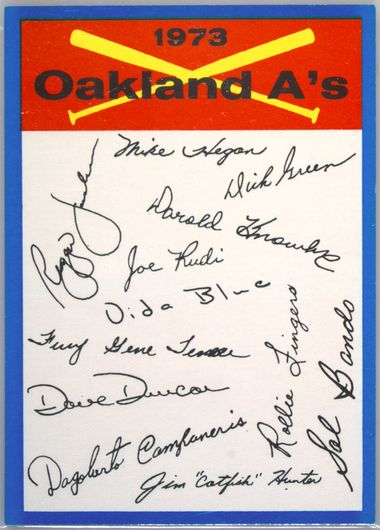 1973
Oakland A's
Mike Hegan
Dick Green
Reggie Jackson
Darold Knowles
Joe Rudi
Vida Blue
Fury Gene Tenace
Rollie Fingers
Sal Bando
Dave Duncan
Dagoberto Campaneris
Jim "Catfish" Hunter